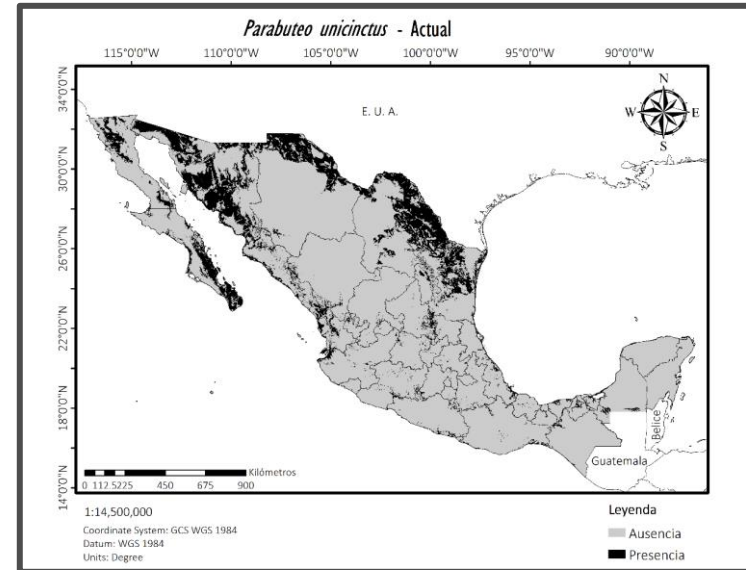 Parabuteo unicinctus - Actual
115°0'0"W 110°0'0"W 105°0'0"W 100°0'0"W 95°0'0"W 90°0'0"W
34°0'0"N
30°0'0"N
26°0'0"N
22°0'0"N
18°0'0"N
14°0'0"N
N
W E
S
E. U. A.
Belice
Guatemala
Kilómetros
0 112.5225 450 675 900
1:14,500,000
Coordinate System: GCS WGS 1984
Datum: WGS 1984
Units: Degree
Leyenda
Ausencia
Presencia